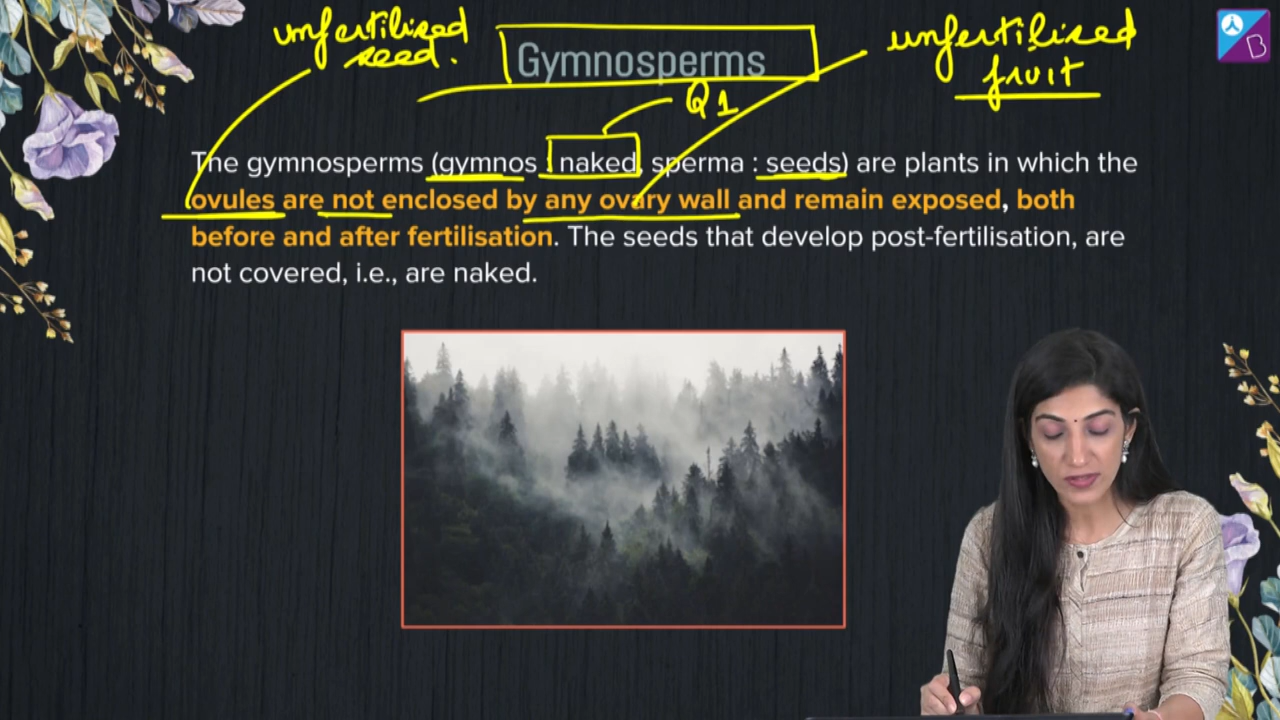 unfertilised
seed.
Gymnosperms
unfertilised
fruit
Q1
The gymnosperms (gymnos : naked, sperma : seeds) are plants in which the
ovules are not enclosed by any ovary wall and remain exposed, both
before and after fertilisation. The seeds that develop post-fertilisation, are
not covered, i.e., are naked.
B